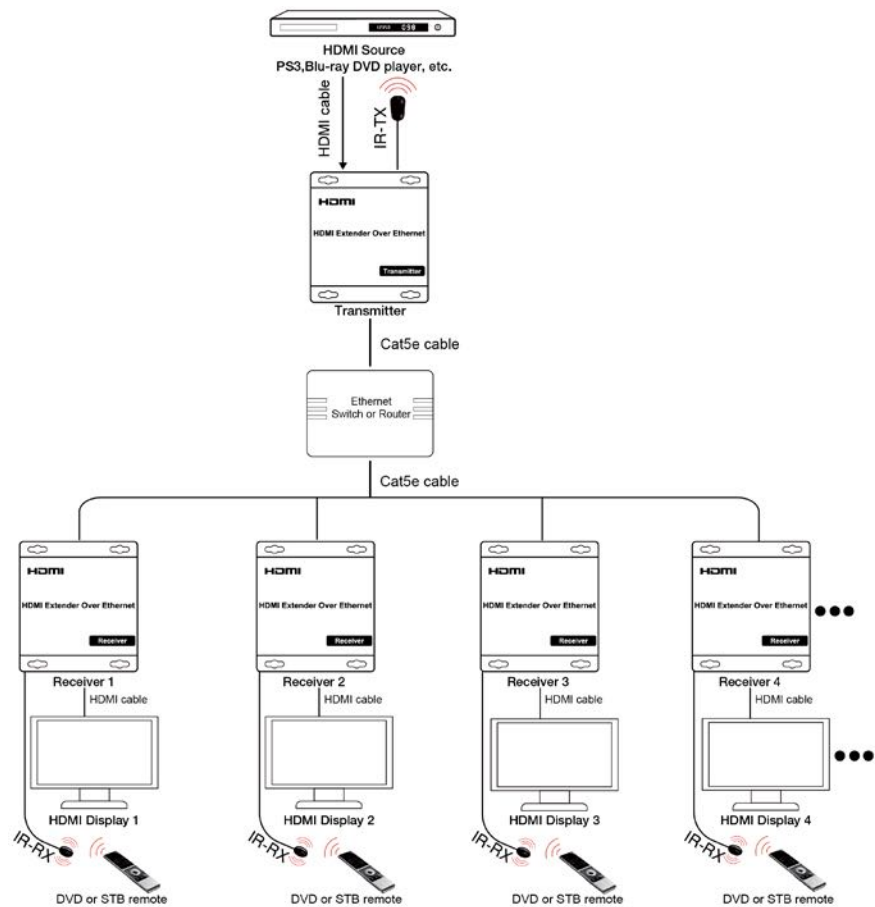 HDMI Source
PS3,Blu-ray DVD player, etc.
HDMI cable
IR-TX
HDMI
HDMI Extender Over Ethernet
Transmitter
Transmitter
Cat5e cable
Ethernet
Switch or Router
Cat5e cable
HDMI
HDMI Extender Over Ethernet
Receiver
Receiver 1
HDMI cable
HDMI Display 1
IR-RX
DVD or STB remote
HDMI
HDMI Extender Over Ethernet
Receiver
Receiver 2
HDMI cable
HDMI Display 2
IR-RX
DVD or STB remote
HDMI
HDMI Extender Over Ethernet
Receiver
Receiver 3
HDMI cable
HDMI Display 3
IR-RX
DVD or STB remote
HDMI
HDMI Extender Over Ethernet
Receiver
Receiver 4
HDMI cable
HDMI Display 4
IR-RX
DVD or STB remote